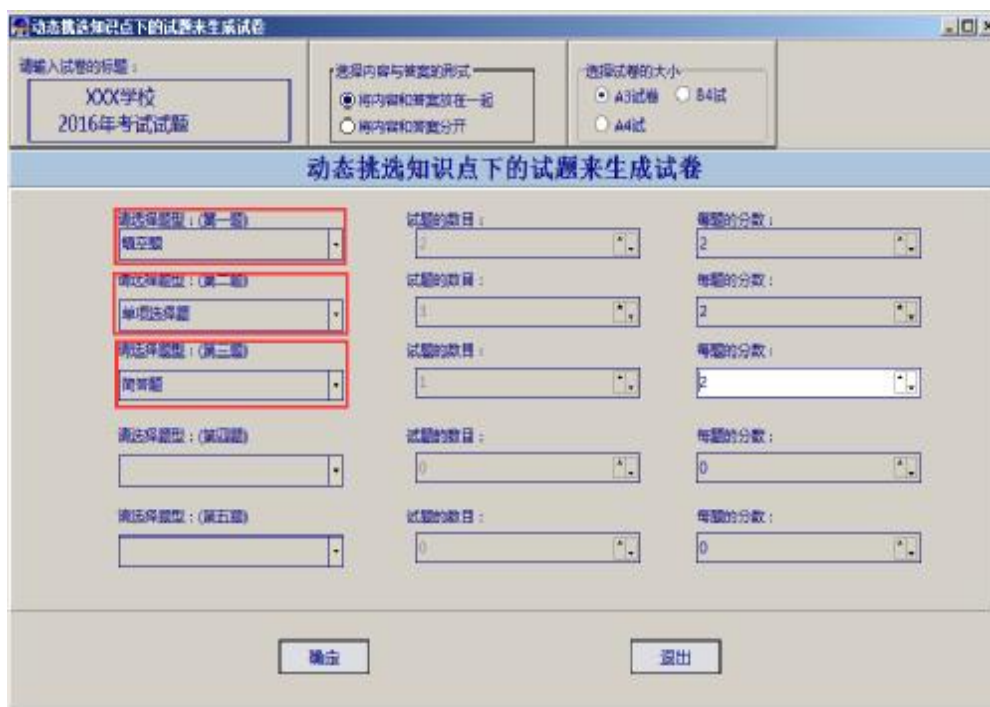 动态挑选知识点下的试题来生成试卷
请输入试卷的标题：
XXX学校
2016年考试试题
选择内容与答案的形式
将内容和答案放在一起
将内容和答案分开
选择试卷的大小
A3试卷 B4试
A4试
动态挑选知识点下的试题来生成试卷
请选择题型：(第一题) 试题的数目： 每题的分数：
填空题 2 2
请选择题型：(第二题) 试题的数目： 每题的分数：
单项选择题 2
请选择题型：(第三题) 试题的数目： 每题的分数：
简答题 1 2
请选择题型：(第四题) 试题的数目： 每题的分数：
0 0
请选择题型：(第五题) 试题的数目： 每题的分数：
0 0
确定 退出